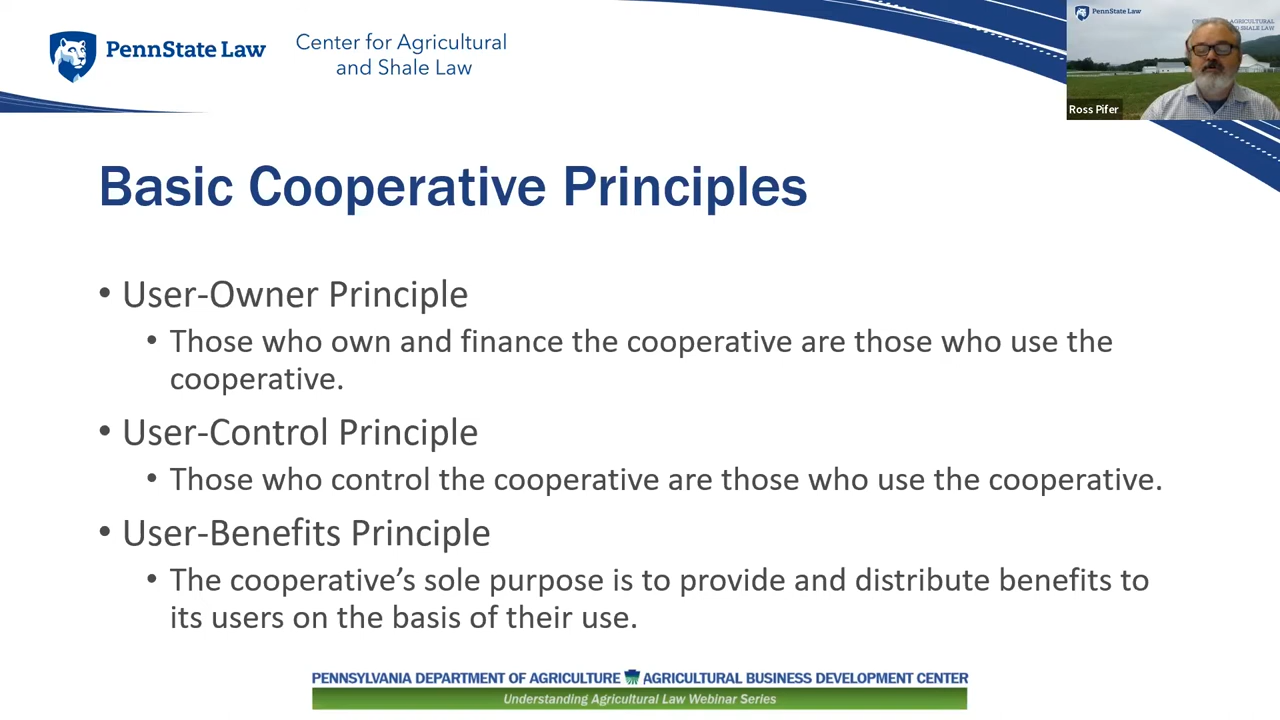 PennState Law
Center for Agricultural
and Shale Law
PennState Law
AGRICULTURAL
SHALE LAW
Ross Pifer
Basic Cooperative Principles
• User-Owner Principle
• Those who own and finance the cooperative are those who use the
cooperative.
• User-Control Principle
• Those who control the cooperative are those who use the cooperative.
• User-Benefits Principle
• The cooperative’s sole purpose is to provide and distribute benefits to
its users on the basis of their use.
PENNSYLVANIA DEPARTMENT OF AGRICULTURE AGRICULTURAL BUSINESS DEVELOPMENT CENTER
Understanding Agricultural Law Webinar Series